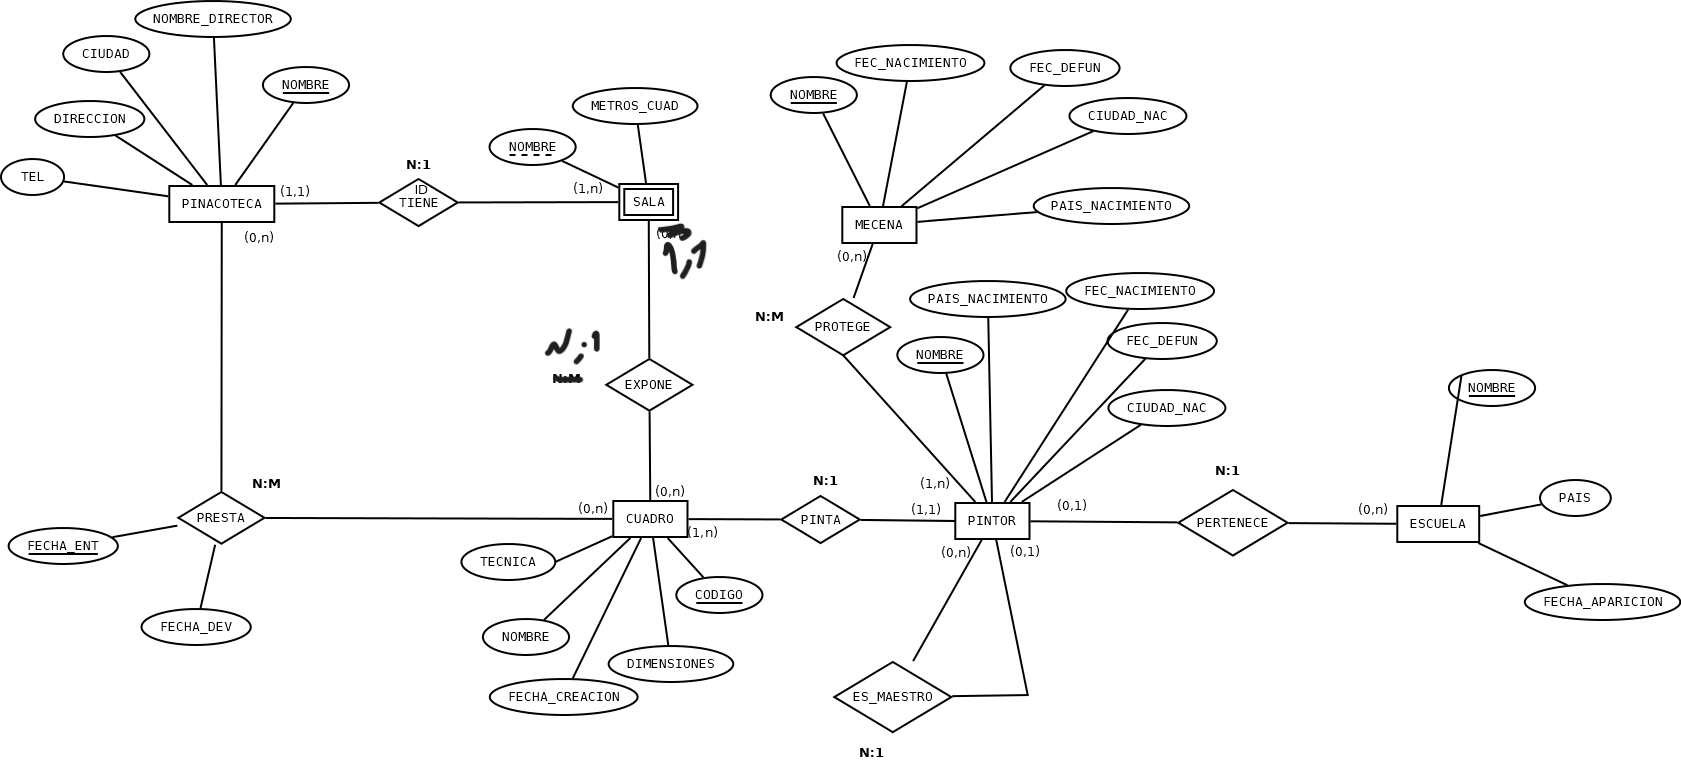 NOMBRE_DIRECTOR
CIUDAD
NOMBRE
DIRECCION
TEL
PINACOTECA
(1,1)
(0,n)
N:1
ID
TIENE
METROS_CUAD
NOMBRE
(1,n)
SALA
1,1
N:1
N:M
EXPONE
FEC_NACIMIENTO
FEC_DEFUN
NOMBRE
CIUDAD_NAC
PAIS_NACIMIENTO
MECENA
(0,n)
N:M
PROTEGE
PAIS_NACIMIENTO
FEC_NACIMIENTO
FEC_DEFUN
NOMBRE
CIUDAD_NAC
NOMBRE
N:M
PRESTA
FECHA_ENT
FECHA_DEV
(0,n)
(0,n)
CUADRO
(1,n)
TECNICA
CODIGO
NOMBRE
DIMENSIONES
FECHA_CREACION
N:1
PINTA
(1,n)
(1,1)
PINTOR
(0,1)
(0,n)
(0,1)
ES_MAESTRO
N:1
N:1
PERTENECE
(0,n)
ESCUELA
PAIS
FECHA_APARICION